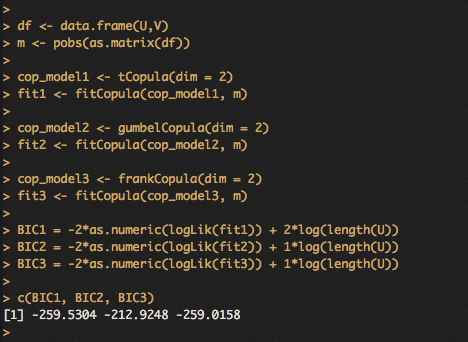 >
> df <- data.frame(U,V)
> m <- pobs(as.matrix(df))
>
> cop_model1 <- tCopula(dim = 2)
> fit1 <- fitCopula(cop_model1, m)
>
> cop_model2 <- gumbelCopula(dim = 2)
> fit2 <- fitCopula(cop_model2, m)
>
> cop_model3 <- frankCopula(dim = 2)
> fit3 <- fitCopula(cop_model3, m)
>
> BIC1 = -2*as.numeric(logLik(fit1)) + 2*log(length(U))
> BIC2 = -2*as.numeric(logLik(fit2)) + 1*log(length(U))
> BIC3 = -2*as.numeric(logLik(fit3)) + 1*log(length(U))
>
> c(BIC1, BIC2, BIC3)
[1] -259.5304 -212.9248 -259.0158
>